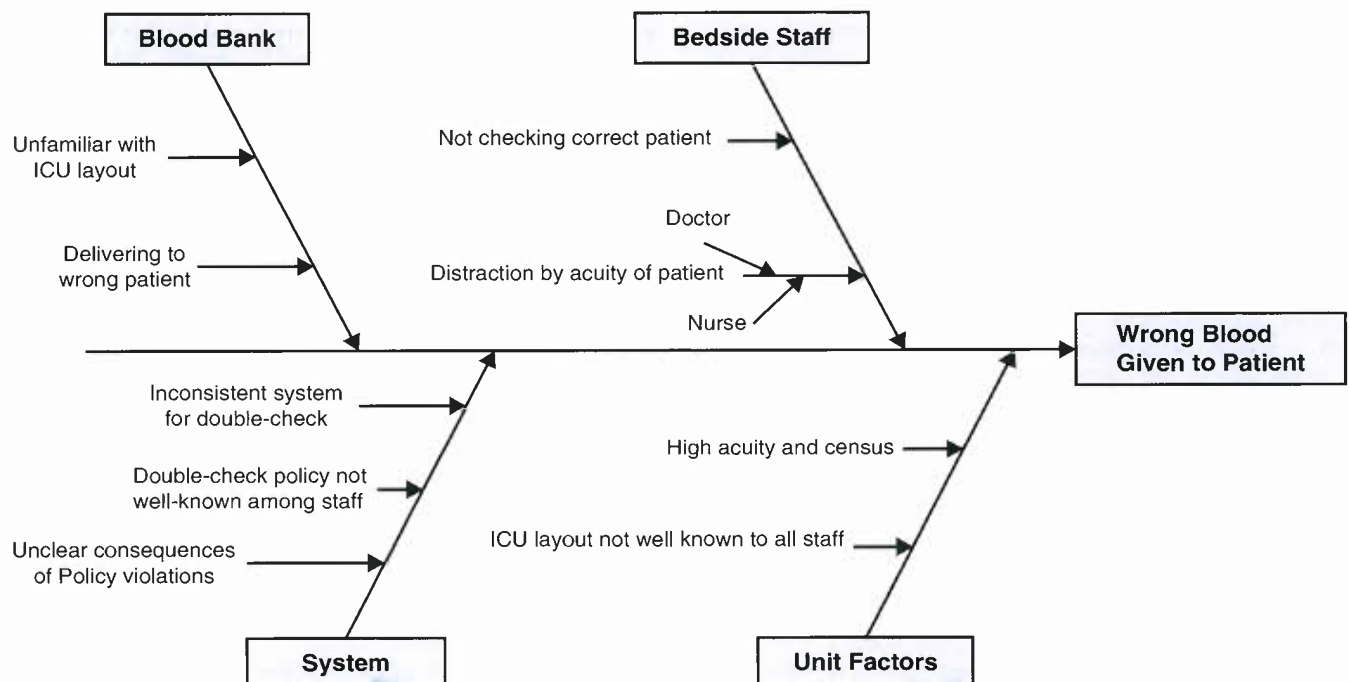 Blood Bank
Bedside Staff
Unfamiliar with
ICU layout
Not checking correct patient
Delivering to
wrong patient
Doctor
Distraction by acuity of patient
Nurse
Wrong Blood
Given to Patient
Inconsistent system
for double-check
High acuity and census
Double-check policy not
well-known among staff
ICU layout not well known to all staff
Unclear consequences
of Policy violations
System
Unit Factors